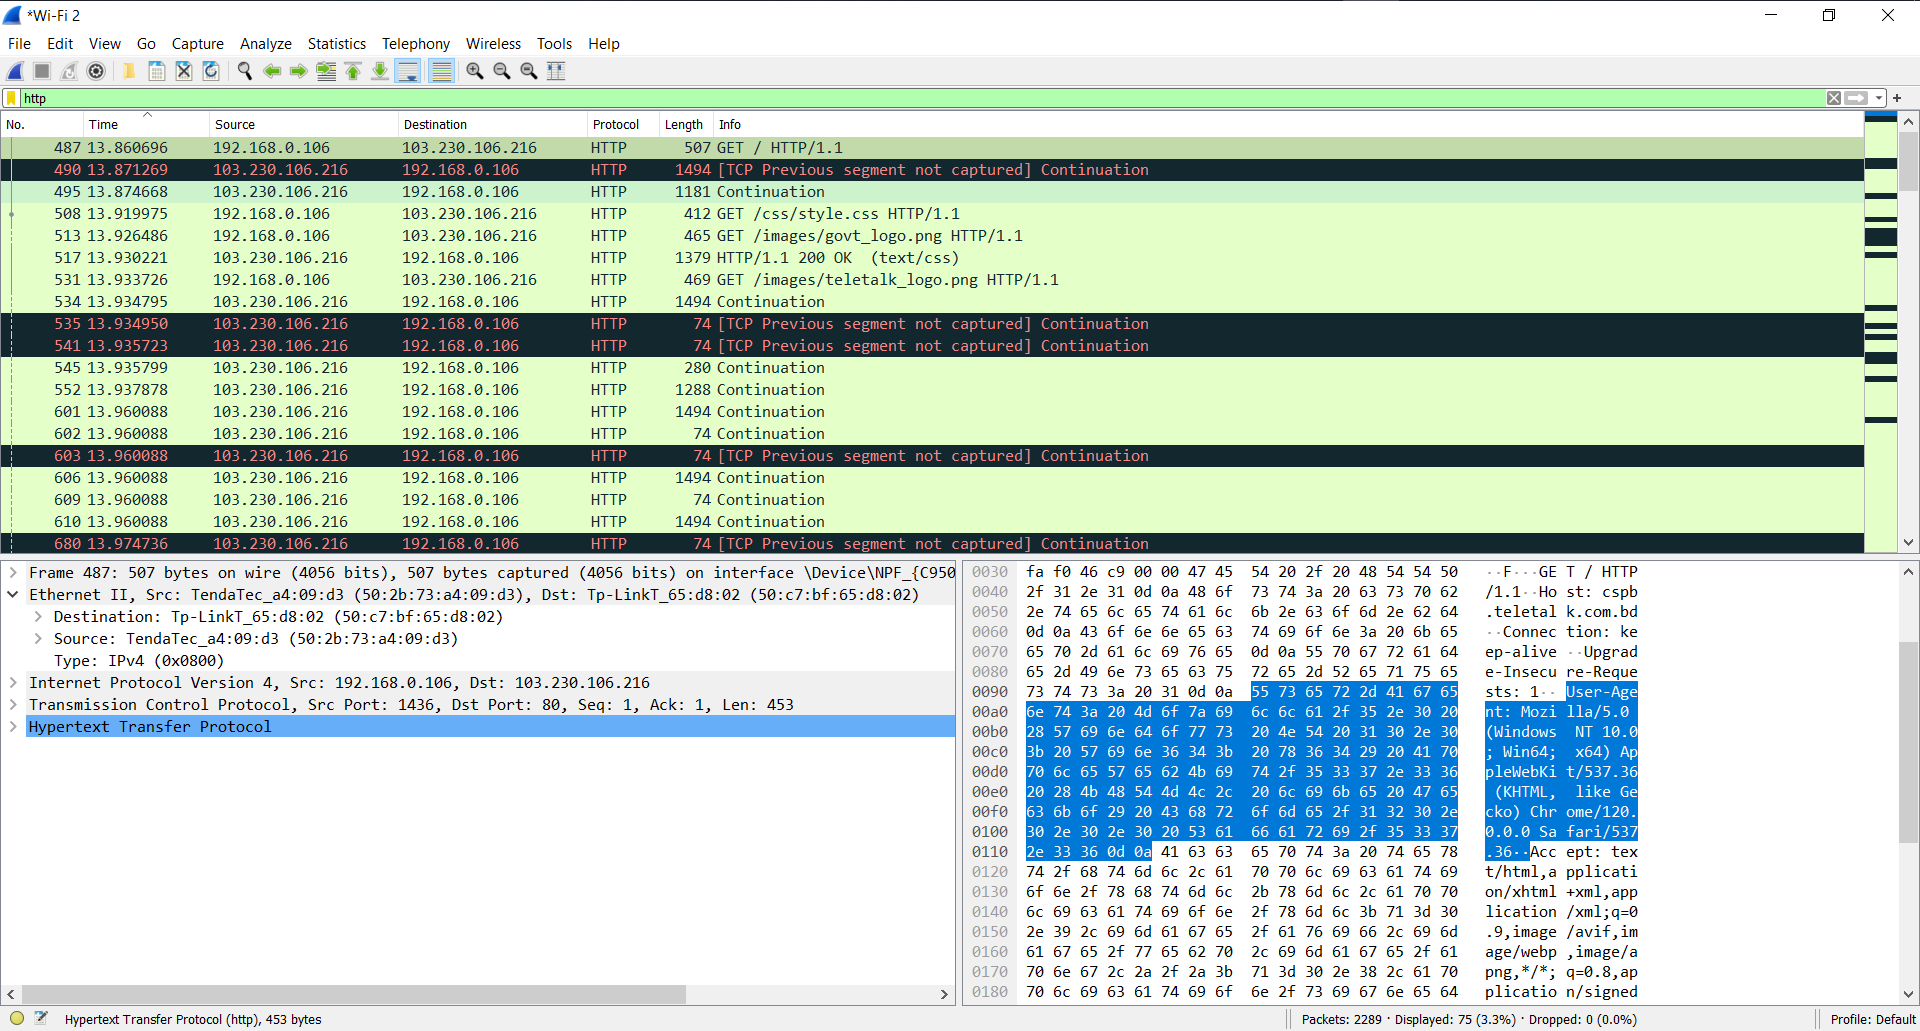 *Wi-Fi 2
File Edit View Go Capture Analyze Statistics Telephony Wireless Tools Help
http
No. Time Source Destination Protocol Length Info
487 13.860696 192.168.0.106 103.230.106.216 HTTP 507 GET / HTTP/1.1
490 13.871269 103.230.106.216 192.168.0.106 HTTP 1494 [TCP Previous segment not captured] Continuation
495 13.874668 103.230.106.216 192.168.0.106 HTTP 1181 Continuation
508 13.919975 192.168.0.106 103.230.106.216 HTTP 412 GET /css/style.css HTTP/1.1
513 13.926486 192.168.0.106 103.230.106.216 HTTP 465 GET /images/govt_logo.png HTTP/1.1
517 13.930221 103.230.106.216 192.168.0.106 HTTP 1379 HTTP/1.1 200 OK (text/css)
531 13.933726 192.168.0.106 103.230.106.216 HTTP 469 GET /images/teletalk_logo.png HTTP/1.1
534 13.934795 103.230.106.216 192.168.0.106 HTTP 1494 Continuation
535 13.934950 103.230.106.216 192.168.0.106 HTTP 74 [TCP Previous segment not captured] Continuation
541 13.935723 103.230.106.216 192.168.0.106 HTTP 74 [TCP Previous segment not captured] Continuation
545 13.935799 103.230.106.216 192.168.0.106 HTTP 280 Continuation
552 13.937878 103.230.106.216 192.168.0.106 HTTP 1288 Continuation
601 13.960088 103.230.106.216 192.168.0.106 HTTP 1494 Continuation
602 13.960088 103.230.106.216 192.168.0.106 HTTP 74 Continuation
603 13.960088 103.230.106.216 192.168.0.106 HTTP 74 [TCP Previous segment not captured] Continuation
606 13.960088 103.230.106.216 192.168.0.106 HTTP 1494 Continuation
609 13.960088 103.230.106.216 192.168.0.106 HTTP 74 Continuation
610 13.960088 103.230.106.216 192.168.0.106 HTTP 1494 Continuation
680 13.974736 103.230.106.216 192.168.0.106 HTTP 74 [TCP Previous segment not captured] Continuation
Frame 487: 507 bytes on wire (4056 bits), 507 bytes captured (4056 bits) on interface \Device\NPF_{C950
Ethernet II, Src: TendaTec_a4:09:d3 (50:2b:73:a4:09:d3), Dst: Tp-LinkT_65:d8:02 (50:c7:bf:65:d8:02)
Destination: Tp-LinkT_65:d8:02 (50:c7:bf:65:d8:02)
Source: TendaTec_a4:09:d3 (50:2b:73:a4:09:d3)
Type: IPv4 (0x0800)
Internet Protocol Version 4, Src: 192.168.0.106, Dst: 103.230.106.216
Transmission Control Protocol, Src Port: 1436, Dst Port: 80, Seq: 1, Ack: 1, Len: 453
Hypertext Transfer Protocol
0030 fa f0 46 c9 00 00 47 45 54 20 2f 20 48 54 54 50 ··F···GE T / HTTP
0040 2f 31 2e 31 0d 0a 48 6f 73 74 3a 20 63 73 70 62 /1.1··Ho st: cspb
0050 2e 74 65 6c 65 74 61 6c 6b 2e 63 6f 6d 2e 62 64 .teletal k.com.bd
0060 0d 0a 43 6f 6e 6e 65 63 74 69 6f 6e 3a 20 6b 65 ··Connec tion: ke
0070 65 70 2d 61 6c 69 76 65 0d 0a 55 70 67 72 61 64 ep-alive ··Upgrad
0080 65 2d 49 6e 73 65 63 75 72 65 2d 52 65 71 75 65 e-Insecu re-Reque
0090 73 74 73 3a 20 31 0d 0a 55 73 65 72 2d 41 67 65 sts: 1·· User-Age
00a0 6e 74 3a 20 4d 6f 7a 69 6c 6c 61 2f 35 2e 30 20 nt: Mozi lla/5.0
00b0 28 57 69 6e 64 6f 77 73 20 4e 54 20 31 30 2e 30 (Windows NT 10.0
00c0 3b 20 57 69 6e 36 34 3b 20 78 36 34 29 20 41 70 ; Win64; x64) Ap
00d0 70 6c 65 57 65 62 4b 69 74 2f 35 33 37 2e 33 36 pleWebKi t/537.36
00e0 20 28 4b 48 54 4d 4c 2c 20 6c 69 6b 65 20 47 65 (KHTML, like Ge
00f0 63 6b 6f 29 20 43 68 72 6f 6d 65 2f 31 32 30 2e cko) Chr ome/120.
0100 30 2e 30 2e 30 20 53 61 66 61 72 69 2f 35 33 37 0.0.0 Sa fari/537
0110 2e 33 36 0d 0a 41 63 63 65 70 74 3a 20 74 65 78 .36··Acc ept: tex
0120 74 2f 68 74 6d 6c 2c 61 70 70 6c 69 63 61 74 69 t/html,a pplicati
0130 6f 6e 2f 78 68 74 6d 6c 2b 78 6d 6c 2c 61 70 70 on/xhtml +xml,app
0140 6c 69 63 61 74 69 6f 6e 2f 78 6d 6c 3b 71 3d 30 lication /xml;q=0
0150 2e 39 2c 69 6d 61 67 65 2f 61 76 69 66 2c 69 6d .9,image /avif,im
0160 61 67 65 2f 77 65 62 70 2c 69 6d 61 67 65 2f 61 age/webp ,image/a
0170 70 6e 67 2c 2a 2f 2a 3b 71 3d 30 2e 38 2c 61 70 png,*/*; q=0.8,ap
0180 70 6c 69 63 61 74 69 6f 6e 2f 73 69 67 6e 65 64 plicatio n/signed
Hypertext Transfer Protocol (http), 453 bytes Packets: 2289 · Displayed: 75 (3.3%) · Dropped: 0 (0.0%) Profile: Default